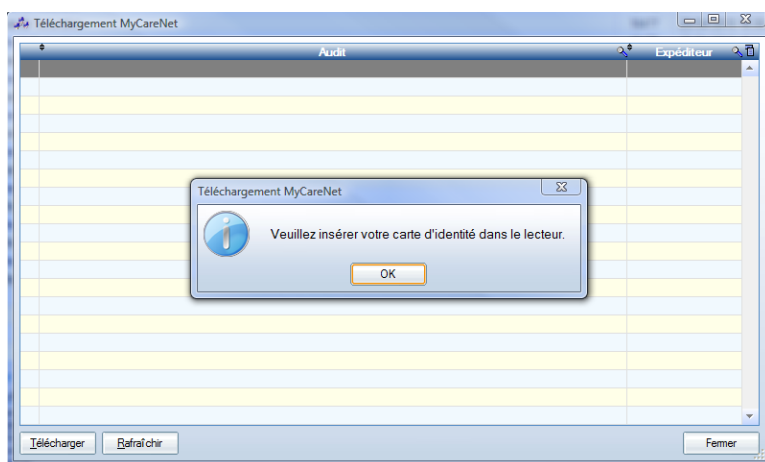 Téléchargement MyCareNet
Audit Expéditeur
Téléchargement MyCareNet
Veuillez insérer votre carte d'identité dans le lecteur.
OK
Télécharger Rafraîchir Fermer